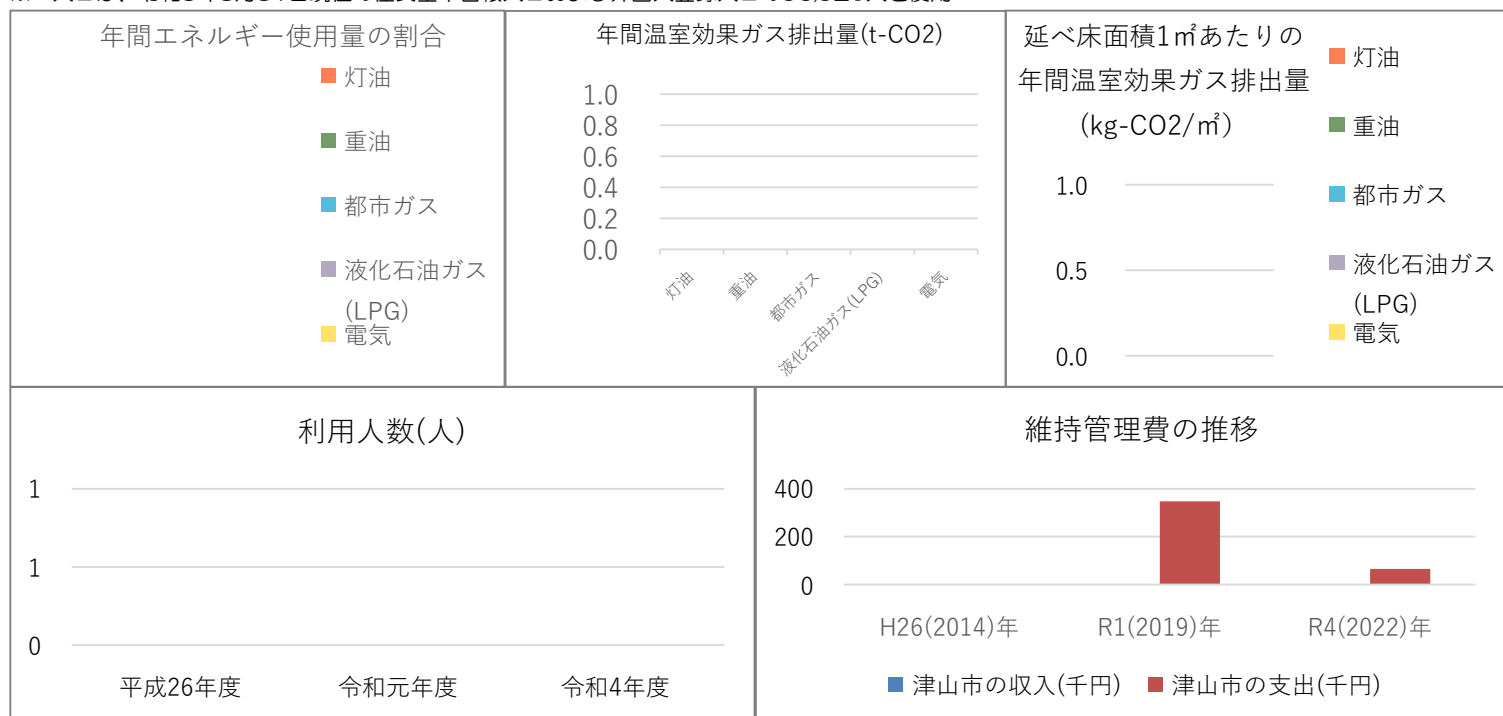 年間エネルギー使用量の割合
灯油
重油
都市ガス
液化石油ガス
(LPG)
電気
年間温室効果ガス排出量(t-CO2)
1.0
0.8
0.6
0.4
0.2
0.0
灯油
重油
都市ガス
液化石油ガス(LPG)
電気
延べ床面積1㎡あたりの
年間温室効果ガス排出量
(kg-CO2/㎡)
1.0
0.5
0.0
灯油
重油
都市ガス
液化石油ガス
(LPG)
電気
利用人数(人)
1
1
0
平成26年度
令和元年度
令和4年度
維持管理費の推移
400
200
0
H26(2014)年
R1(2019)年
R4(2022)年
津山市の収入(千円)
津山市の支出(千円)